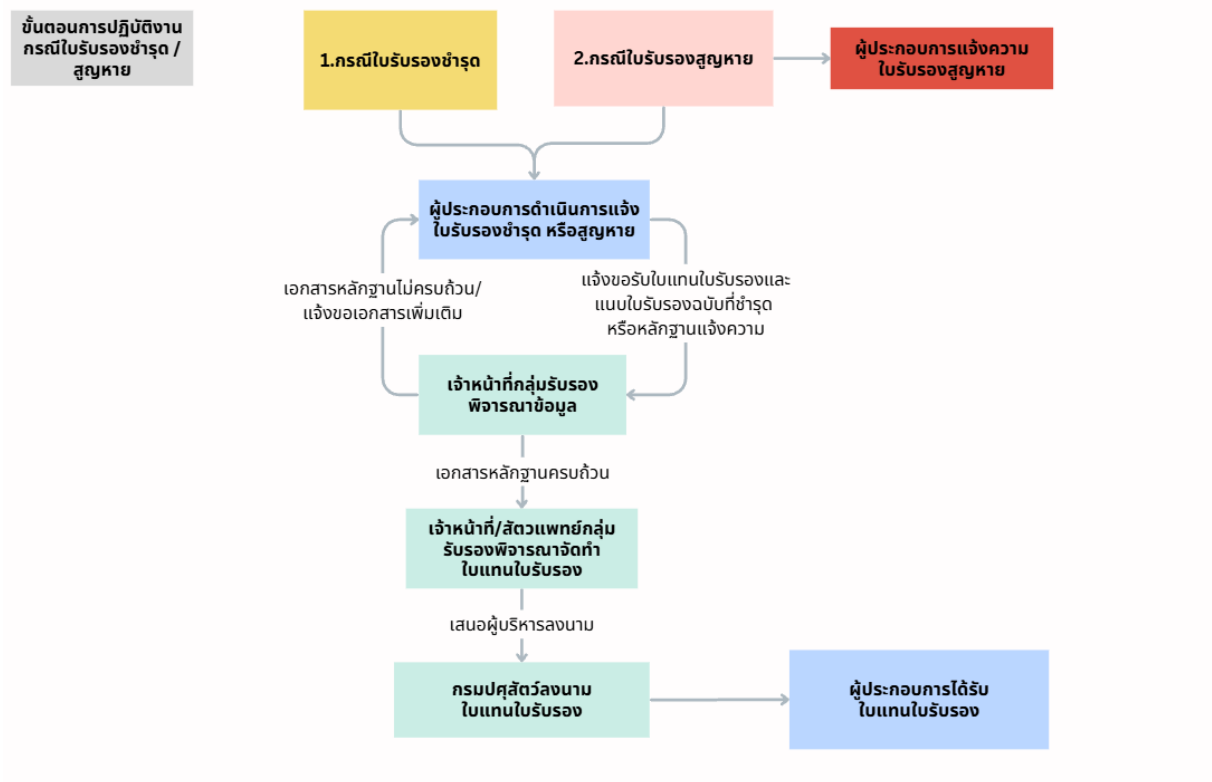 ขั้นตอนการปฏิบัติงาน
กรณีใบรับรองชำรุด /
สูญหาย
1.กรณีใบรับรองชำรุด
2.กรณีใบรับรองสูญหาย
ผู้ประกอบการแจ้งความ
ใบรับรองสูญหาย
ผู้ประกอบการดำเนินการแจ้ง
ใบรับรองชำรุด หรือสูญหาย
เอกสารหลักฐานไม่ครบถ้วน/
แจ้งขอเอกสารเพิ่มเติม
แจ้งขอรับใบแทนใบรับรองและ
แนบใบรับรองฉบับที่ชำรุด
หรือหลักฐานแจ้งความ
เจ้าหน้าที่กลุ่มรับรอง
พิจารณาข้อมูล
เอกสารหลักฐานครบถ้วน
เจ้าหน้าที่/สัตวแพทย์กลุ่ม
รับรองพิจารณาจัดทำ
ใบแทนใบรับรอง
เสนอผู้บริหารลงนาม
กรมปศุสัตว์ลงนาม
ใบแทนใบรับรอง
ผู้ประกอบการได้รับ
ใบแทนใบรับรอง